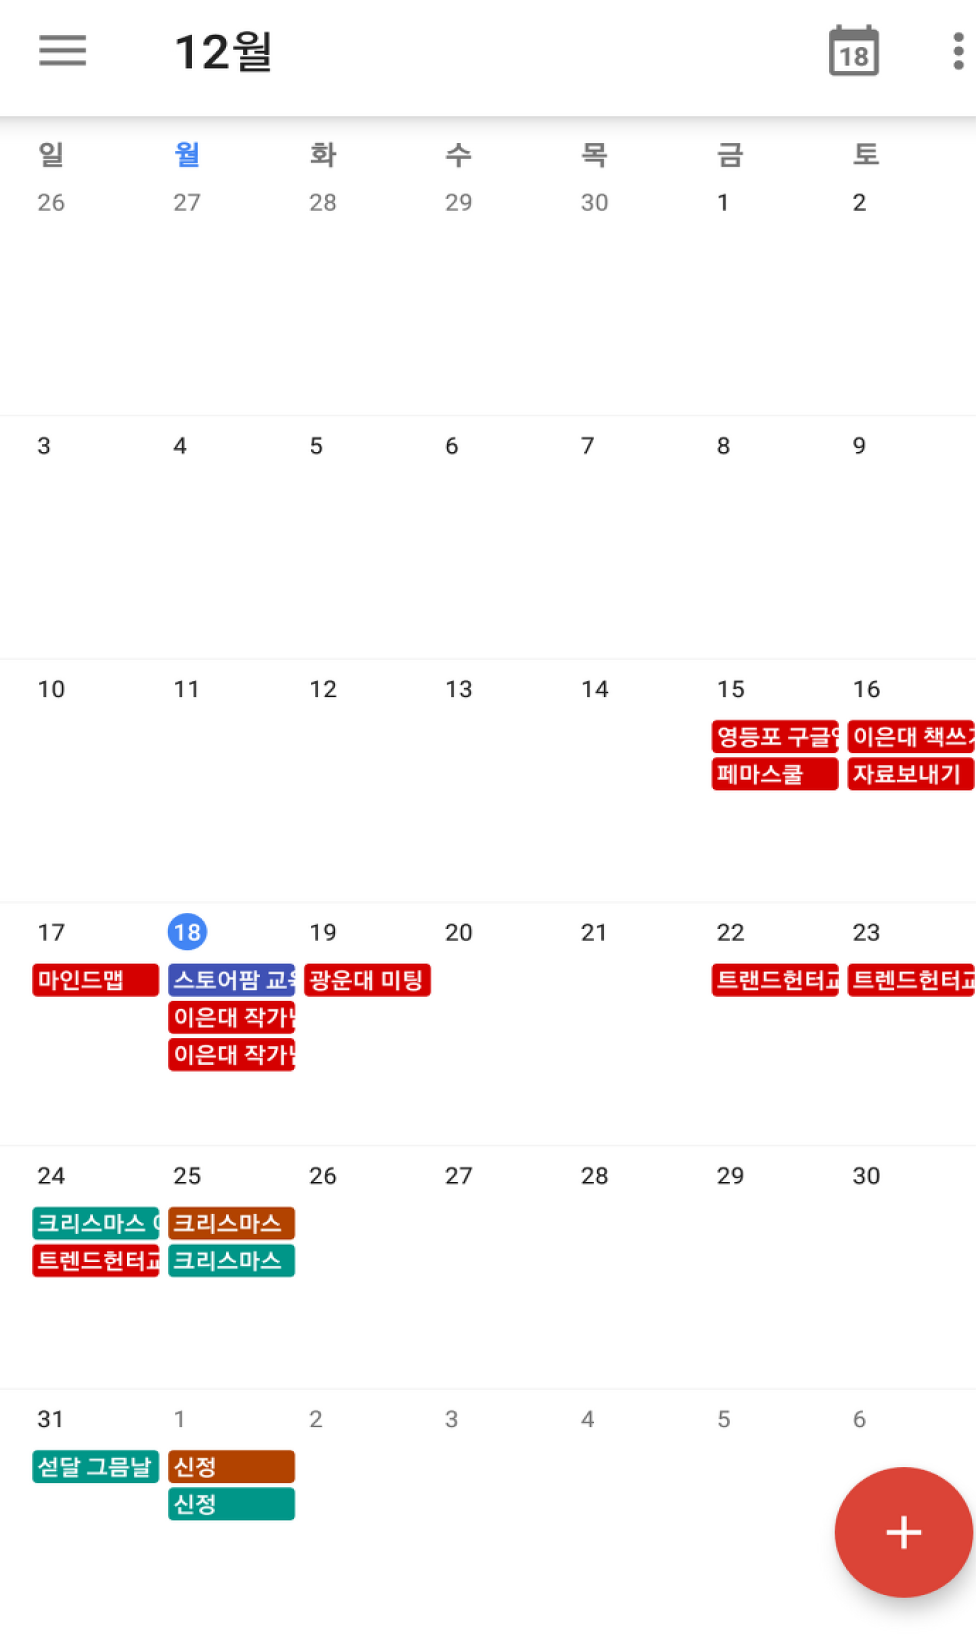 12월
18
일 월 화 수 목 금 토
26 27 28 29 30 1 2
3 4 5 6 7 8 9
10 11 12 13 14 15 16
영등포 구글 이은대 책쓰
페마스쿨 자료보내기
17 18 19 20 21 22 23
마인드맵 스토어팜 교 광운대 미팅 트랜드헌터교 트렌드헌터교
이은대 작가
이은대 작가
24 25 26 27 28 29 30
크리스마스 크리스마스
트렌드헌터교 크리스마스
31 1 2 3 4 5 6
섣달 그믐날 신정
신정
+